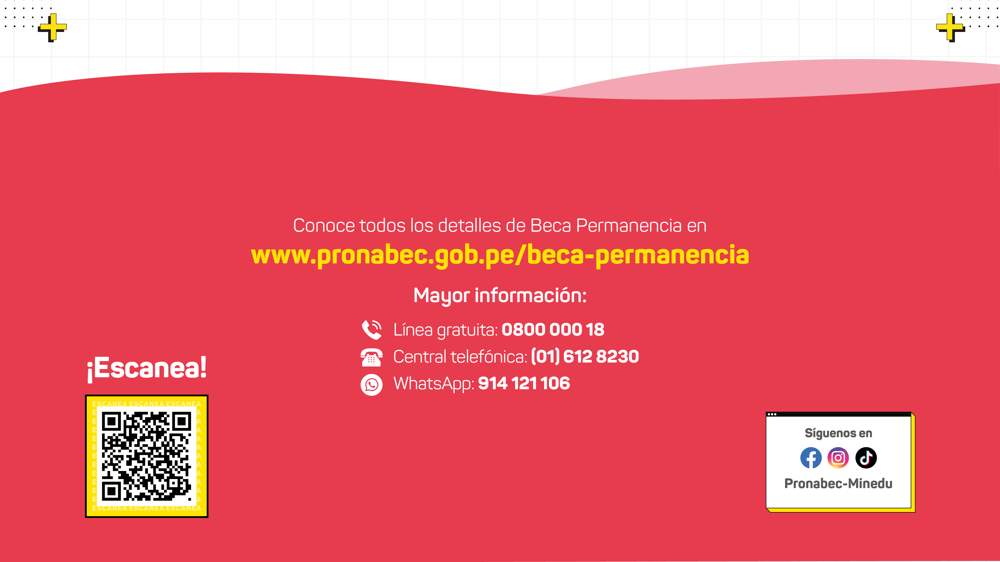 Conoce todos los detalles de Beca Permanencia en
www.pronabec.gob.pe/beca-permanencia
Mayor información:
Línea gratuita: 0800 000 18
Central telefónica: (01) 612 8230
WhatsApp: 914 121 106
¡Escanea!
ESCANEA ESCANEA ESCANEA
E A
E A
E A
E A
E A
E A
E A
E A
E A
E A
E A
ESCANEA ESCANEA ESCANEA
Síguenos en
Pronabec-Minedu